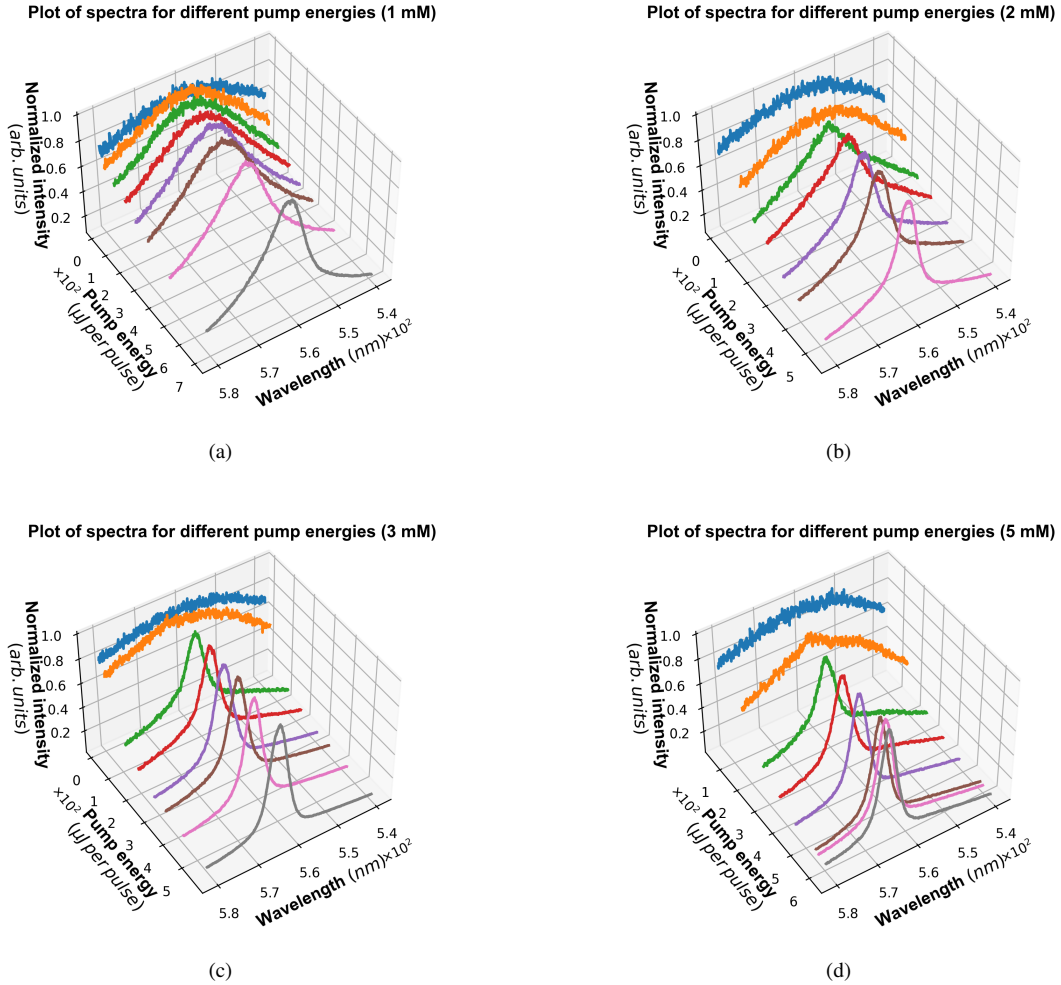 Plot of spectra for different pump energies (1 mM)
Normalized intensity
(arb. units)
1.0
0.8
0.6
0.4
0.2
0
1
2
3
4
5
6
7
×10²
Pump energy
(μJ per pulse)
5.8
5.7
5.6
5.5
5.4
Wavelength (nm)×10²
(a)
Plot of spectra for different pump energies (2 mM)
Normalized intensity
(arb. units)
1.0
0.8
0.6
0.4
0.2
0
1
2
3
4
5
×10²
Pump energy
(μJ per pulse)
5.8
5.7
5.6
5.5
5.4
Wavelength (nm)×10²
(b)
Plot of spectra for different pump energies (3 mM)
Normalized intensity
(arb. units)
1.0
0.8
0.6
0.4
0.2
0
1
2
3
4
5
×10²
Pump energy
(μJ per pulse)
5.8
5.7
5.6
5.5
5.4
Wavelength (nm)×10²
(c)
Plot of spectra for different pump energies (5 mM)
Normalized intensity
(arb. units)
1.0
0.8
0.6
0.4
0.2
1
2
3
4
5
6
×10²
Pump energy
(μJ per pulse)
5.8
5.7
5.6
5.5
5.4
Wavelength (nm)×10²
(d)